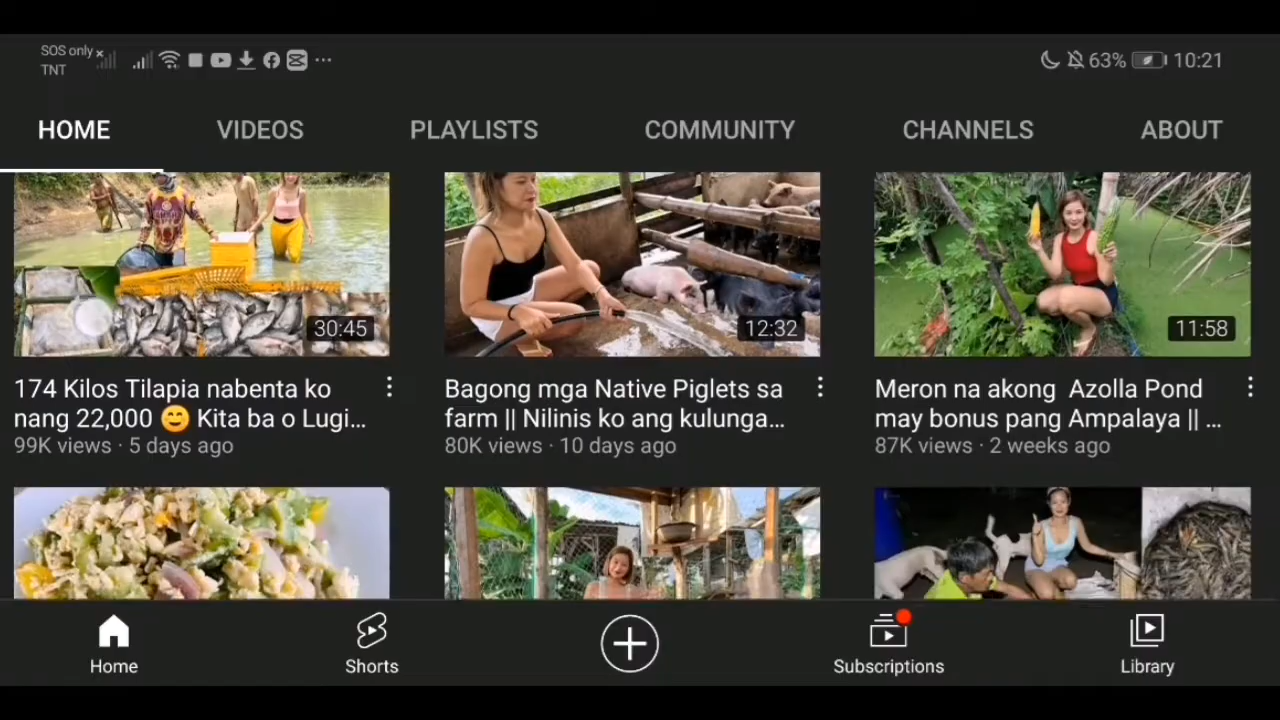 SOS only
TNT
63% 10:21
HOME VIDEOS PLAYLISTS COMMUNITY CHANNELS ABOUT
30:45
12:32
11:58
174 Kilos Tilapia nabenta ko
nang 22,000 😊 Kita ba o Lugi...
99K views · 5 days ago
Bagong mga Native Piglets sa
farm || Nilinis ko ang kulunga...
80K views · 10 days ago
Meron na akong Azolla Pond
may bonus pang Ampalaya || ...
87K views · 2 weeks ago
Home Shorts Subscriptions Library